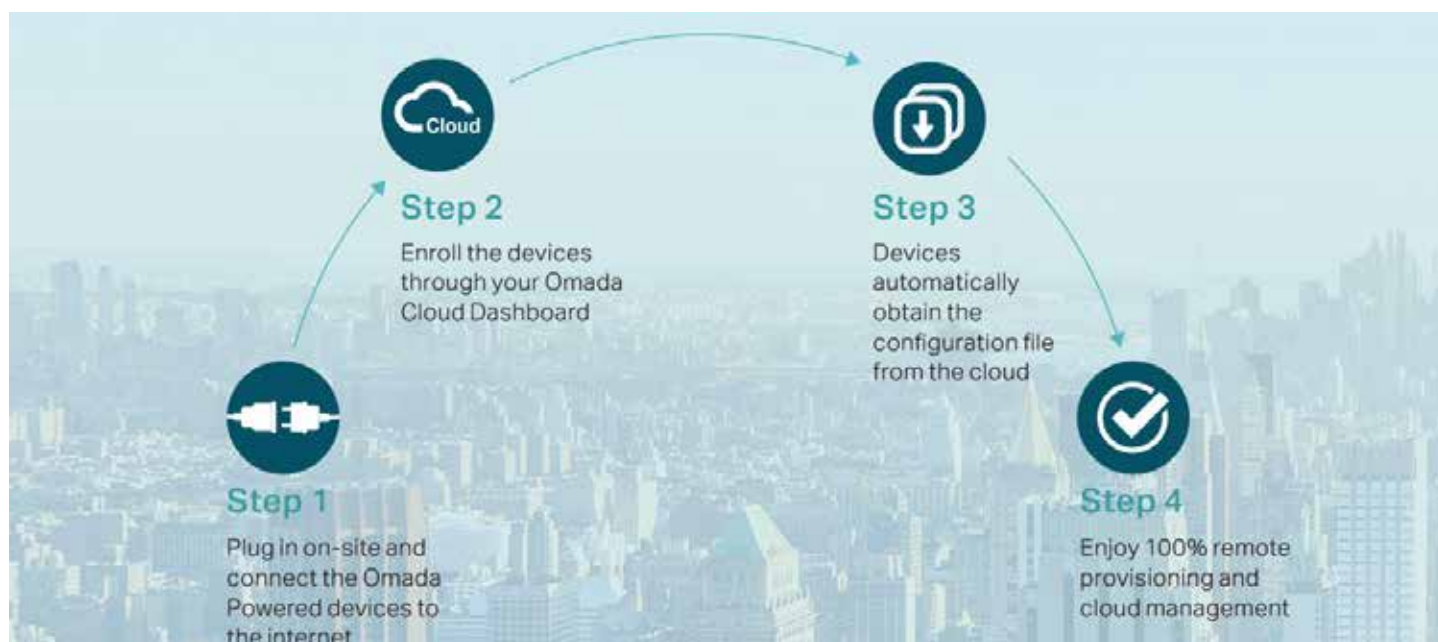 Cloud
Step 1
Plug in on-site and
connect the Omada
Powered devices to
the internet
Step 2
Enroll the devices
through your Omada
Cloud Dashboard
Step 3
Devices
automatically
obtain the
configuration file
from the cloud
Step 4
Enjoy 100% remote
provisioning and
cloud management